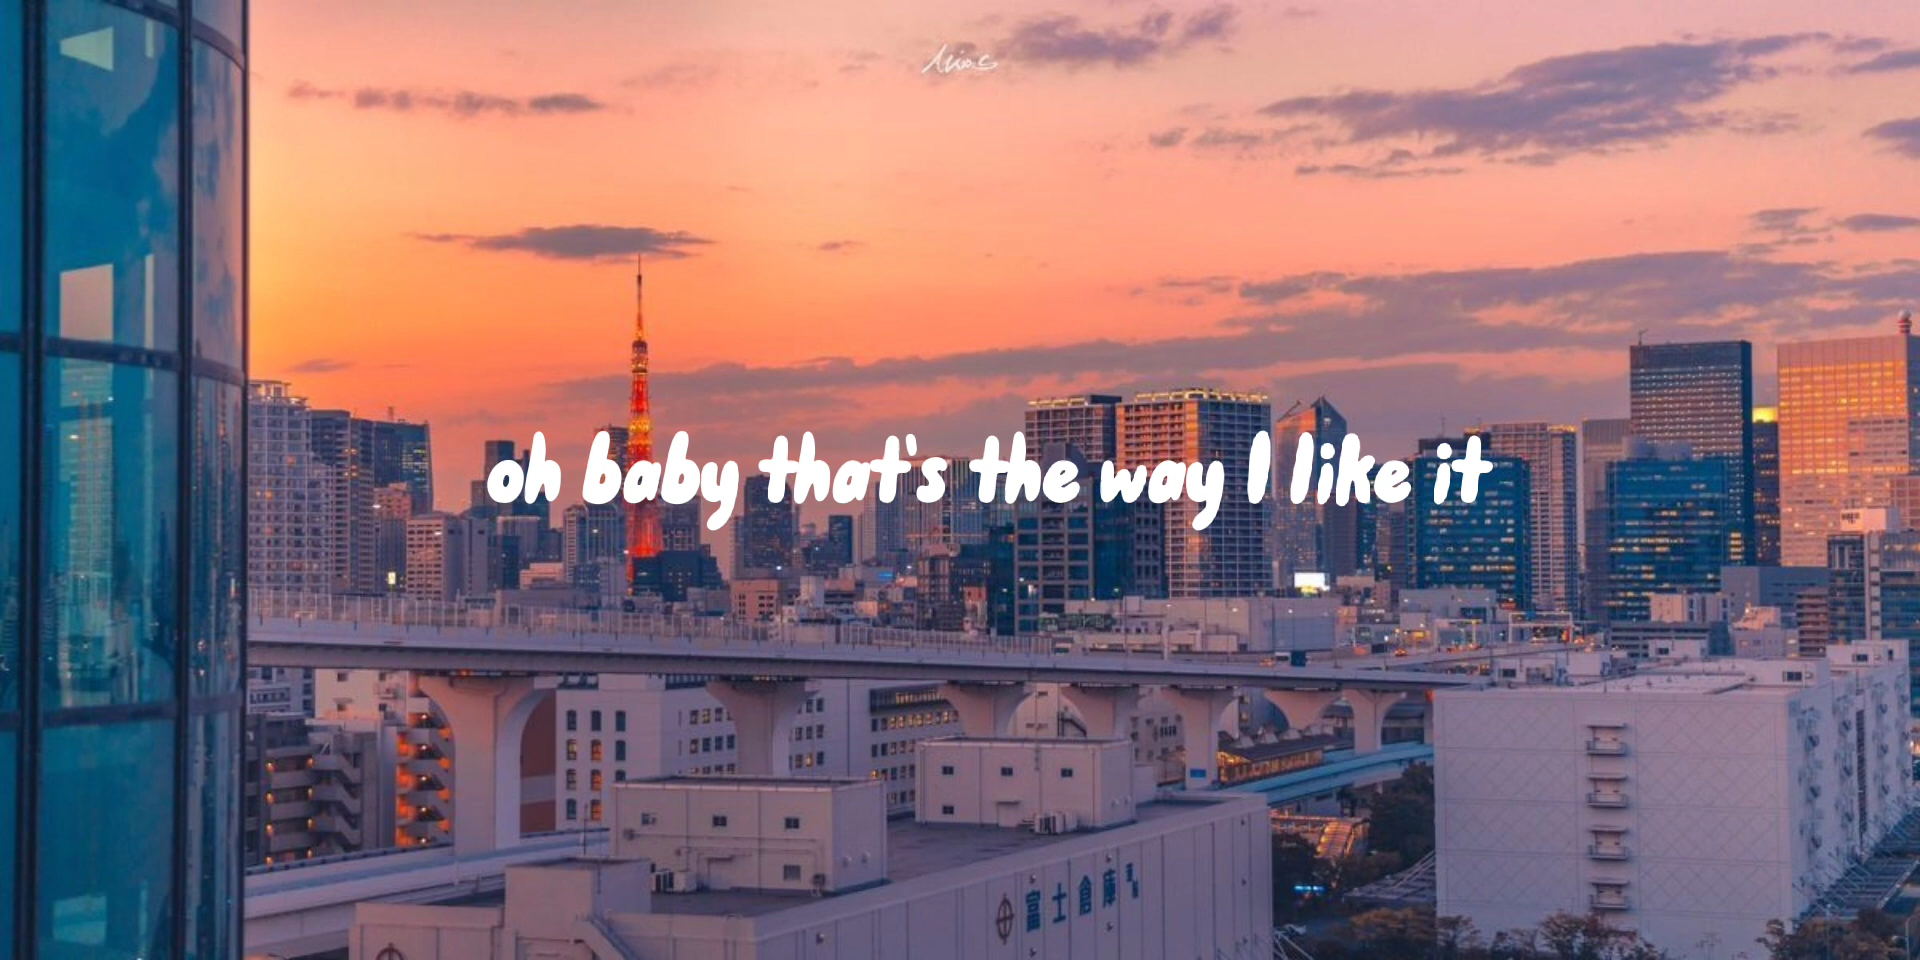 oh baby that's the way I like it
富士倉庫